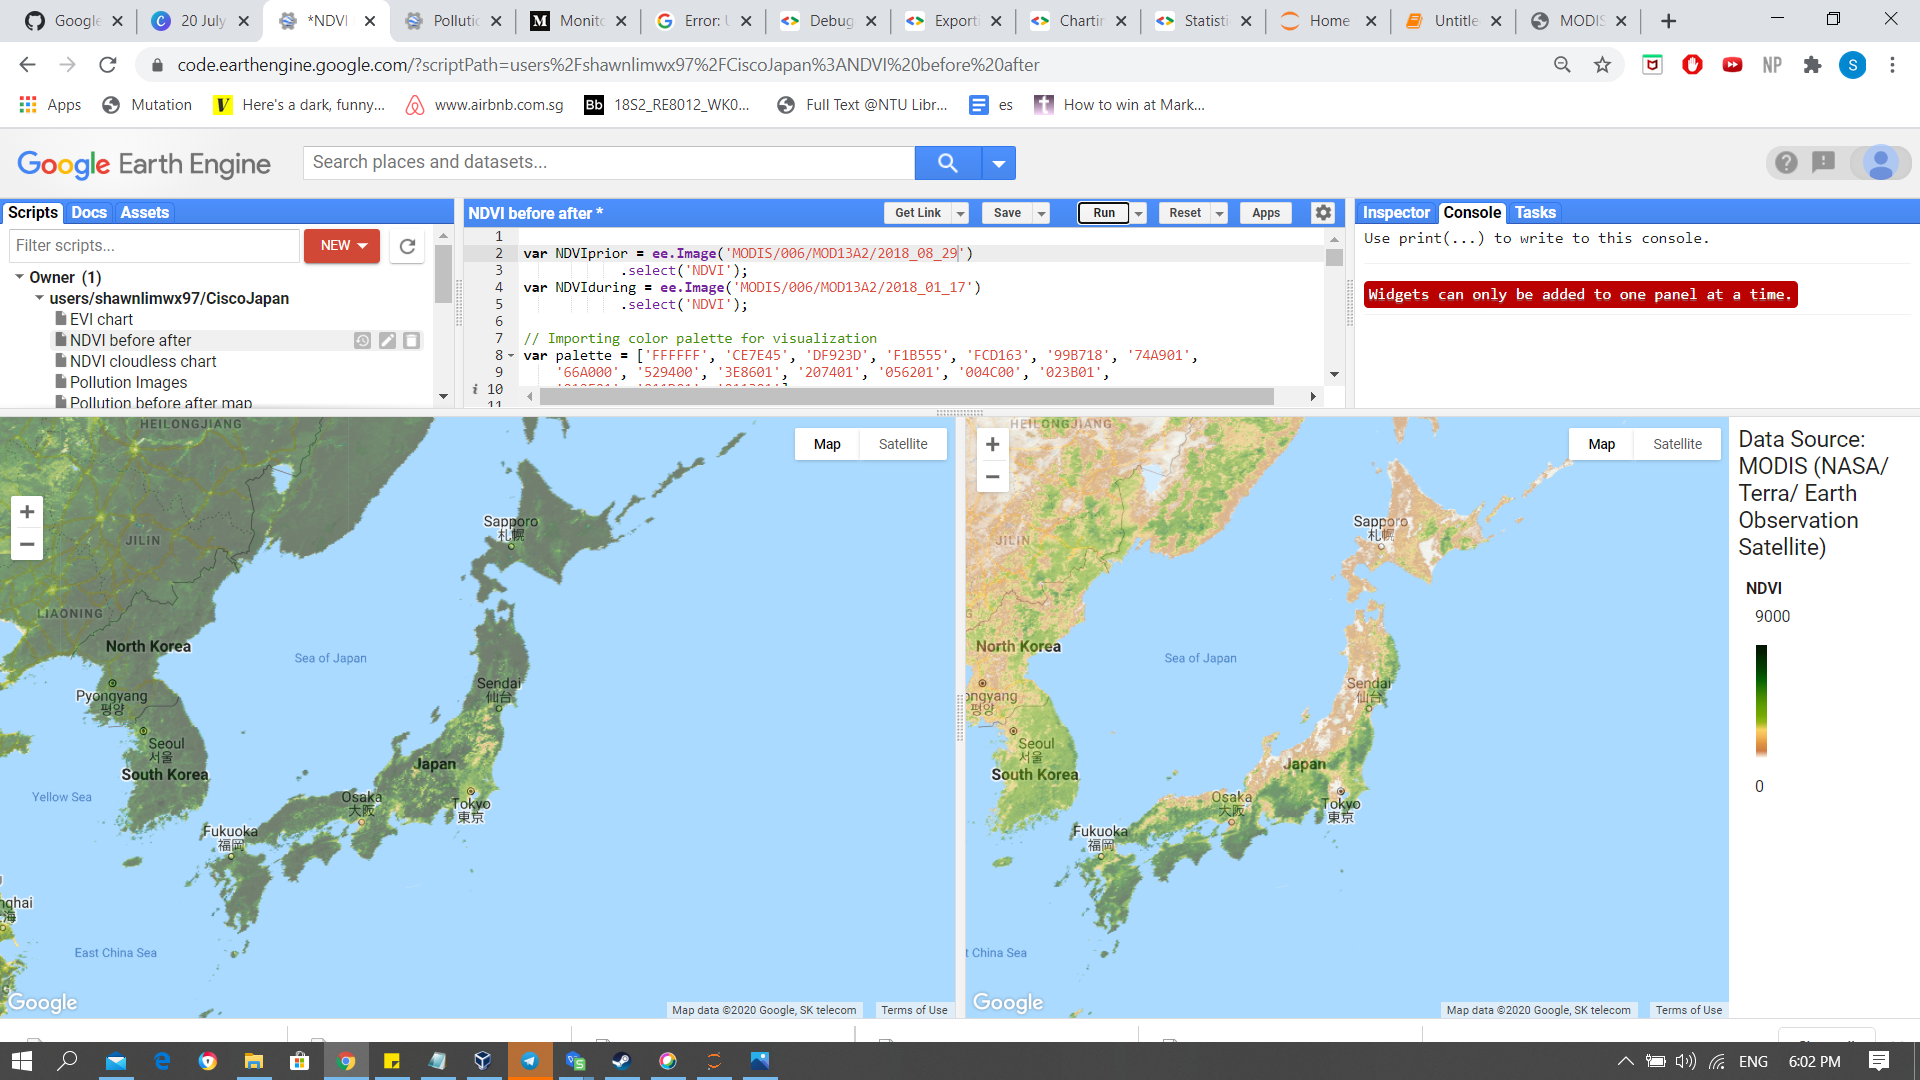 Google
20 July
*NDVI
Pollutic
Monito
Error: U
Debug
Exporti
Chartin
Statisti
Home
Untitle
MODIS
code.earthengine.google.com/?scriptPath=users%2Fshawnlimwx97%2FCiscoJapan%3ANDVI%20before%20after
NP
S
Apps
Mutation
Here's a dark, funny...
www.airbnb.com.sg
Bb 18S2_RE8012_WK0...
Full Text @NTU Libr...
es
How to win at Mark...
Google Earth Engine
Search places and datasets...
Scripts Docs Assets
NDVI before after *
Get Link Save Run Reset Apps
Inspector Console Tasks
Filter scripts...
NEW
Owner (1)
users/shawnlimwx97/CiscoJapan
EVI chart
NDVI before after
NDVI cloudless chart
Pollution Images
Pollution before after map
1
2 var NDVIprior = ee.Image('MODIS/006/MOD13A2/2018_08_29')
3 .select('NDVI');
4 var NDVIduring = ee.Image('MODIS/006/MOD13A2/2018_01_17')
5 .select('NDVI');
6
7 // Importing color palette for visualization
8 var palette = ['FFFFFF', 'CE7E45', 'DF923D', 'F1B555', 'FCD163', '99B718', '74A901',
9 '66A000', '529400', '3E8601', '207401', '056201', '004C00', '023B01',
i 10
11
Use print(...) to write to this console.
Widgets can only be added to one panel at a time.
HEILONGJIANG
Map Satellite
+
−
Sapporo
札幌
JILIN
LIAONING
North Korea
Sea of Japan
Sendai
仙台
Pyongyang
평양
Seoul
서울
South Korea
Japan
Yellow Sea
Osaka
大阪
Tokyo
東京
Fukuoka
福岡
nghai
海
East China Sea
Google
Map data ©2020 Google, SK telecom
Terms of Use
HEILONGJIANG
Map Satellite
+
−
Sapporo
札幌
JILIN
North Korea
Sea of Japan
Sendai
仙台
ongyang
평양
Seoul
서울
South Korea
Japan
Osaka
大阪
Tokyo
東京
Fukuoka
福岡
t China Sea
Google
Map data ©2020 Google, SK telecom
Terms of Use
Data Source:
MODIS (NASA/
Terra/ Earth
Observation
Satellite)
NDVI
9000
0
ENG
6:02 PM